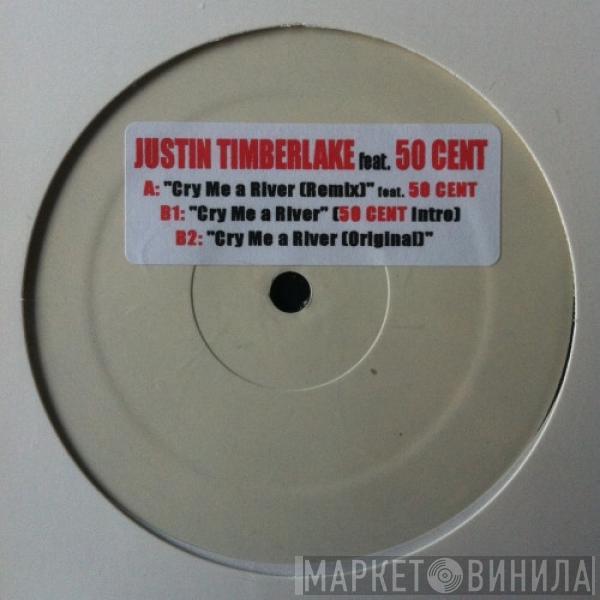 JUSTIN TIMBERLAKE feat. 50 CENT
A: "Cry Me a River (Remix)" feat. 50 CENT
B1: "Cry Me a River" (50 CENT Intro)
B2: "Cry Me a River (Original)"
МАРКЕТ ВИНИЛА